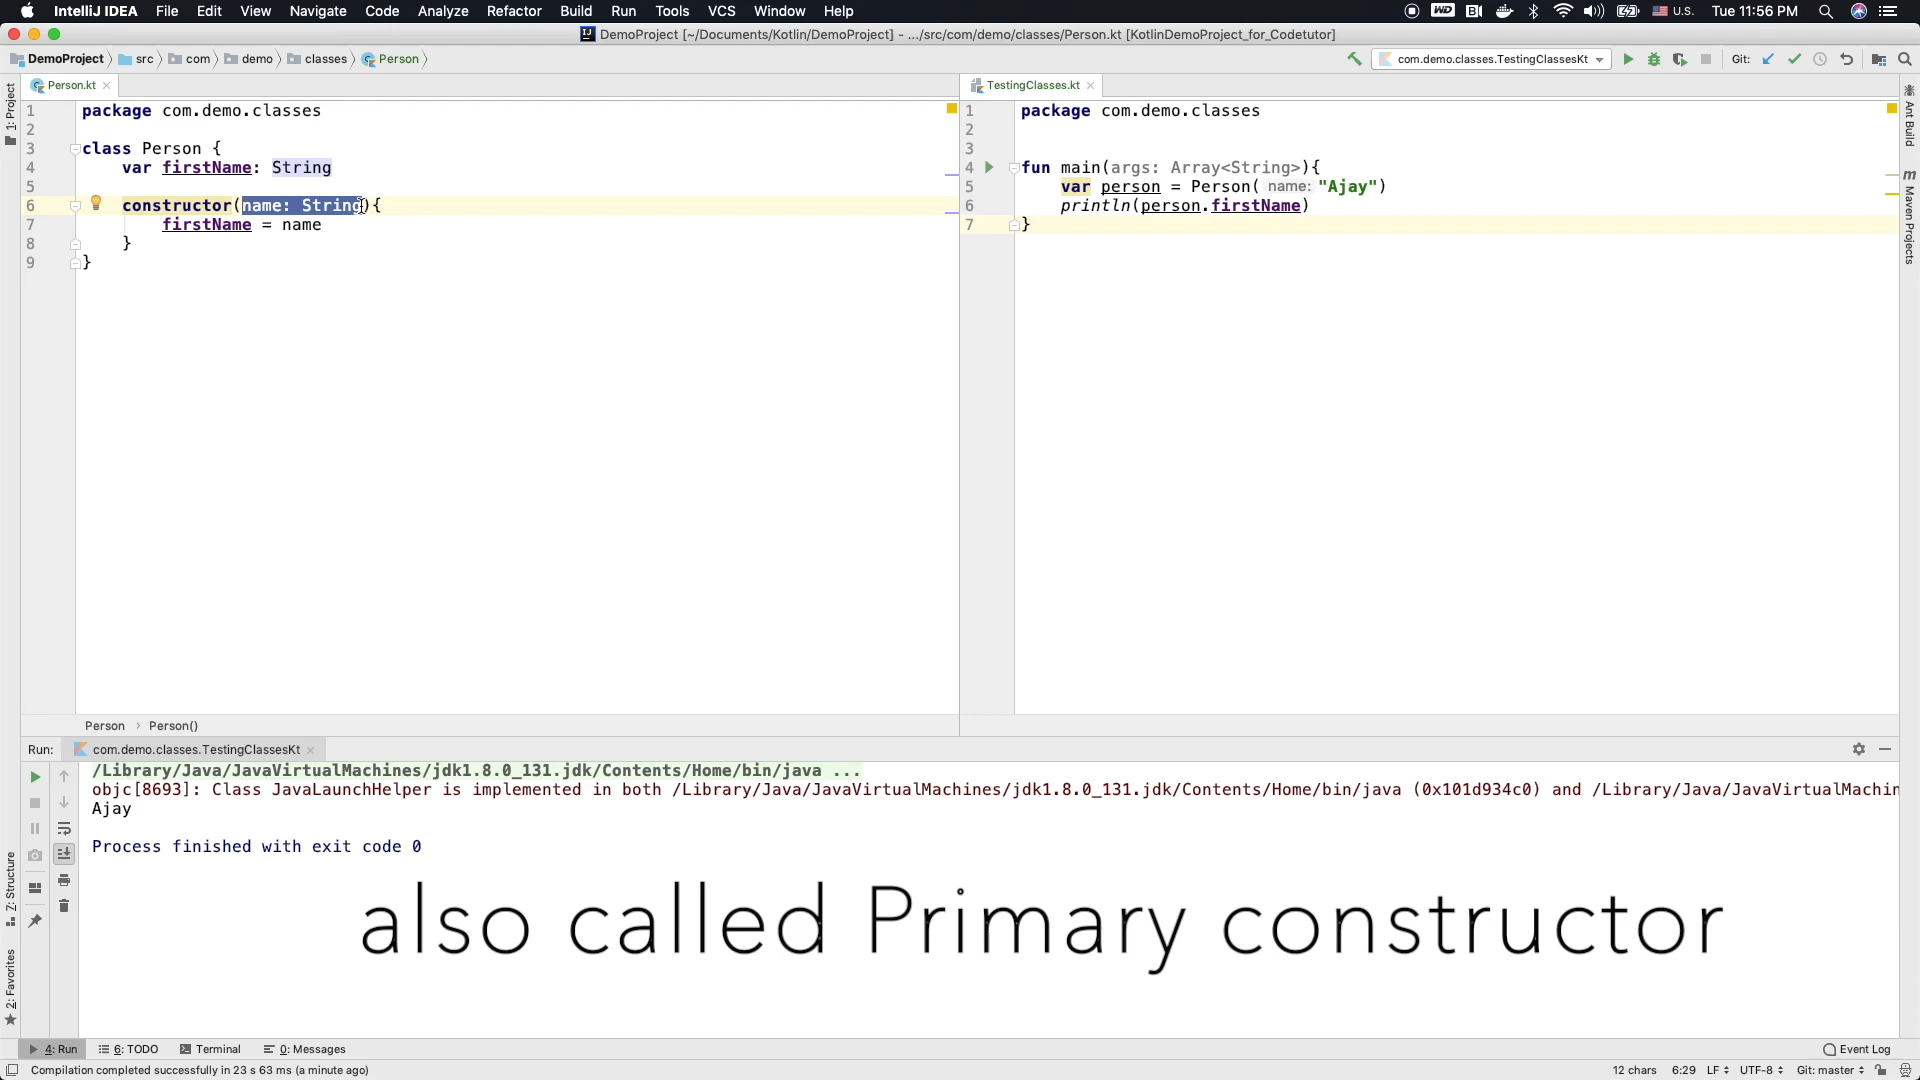 IntelliJ IDEA File Edit View Navigate Code Analyze Refactor Build Run Tools VCS Window Help
WD U.S. Tue 11:56 PM
DemoProject [~/Documents/Kotlin/DemoProject] - .../src/com/demo/classes/Person.kt [KotlinDemoProject_for_Codetutor]
DemoProject src com demo classes Person
com.demo.classes.TestingClassesKt Git:
1: Project
Person.kt
1 package com.demo.classes
2
3 class Person {
4 var firstName: String
5
6 constructor(name: String){
7 firstName = name
8 }
9 }
Person › Person()
TestingClasses.kt
1 package com.demo.classes
2
3
4 fun main(args: Array<String>){
5 var person = Person( name: "Ajay")
6 println(person.firstName)
7 }
Ant Build
m Maven Projects
Run: com.demo.classes.TestingClassesKt
/Library/Java/JavaVirtualMachines/jdk1.8.0_131.jdk/Contents/Home/bin/java ...
objc[8693]: Class JavaLaunchHelper is implemented in both /Library/Java/JavaVirtualMachines/jdk1.8.0_131.jdk/Contents/Home/bin/java (0x101d934c0) and /Library/Java/JavaVirtualMachin
Ajay
Process finished with exit code 0
also called Primary constructor
Z: Structure
2: Favorites
4: Run 6: TODO Terminal 0: Messages Event Log
Compilation completed successfully in 23 s 63 ms (a minute ago) 12 chars 6:29 LF UTF-8 Git: master